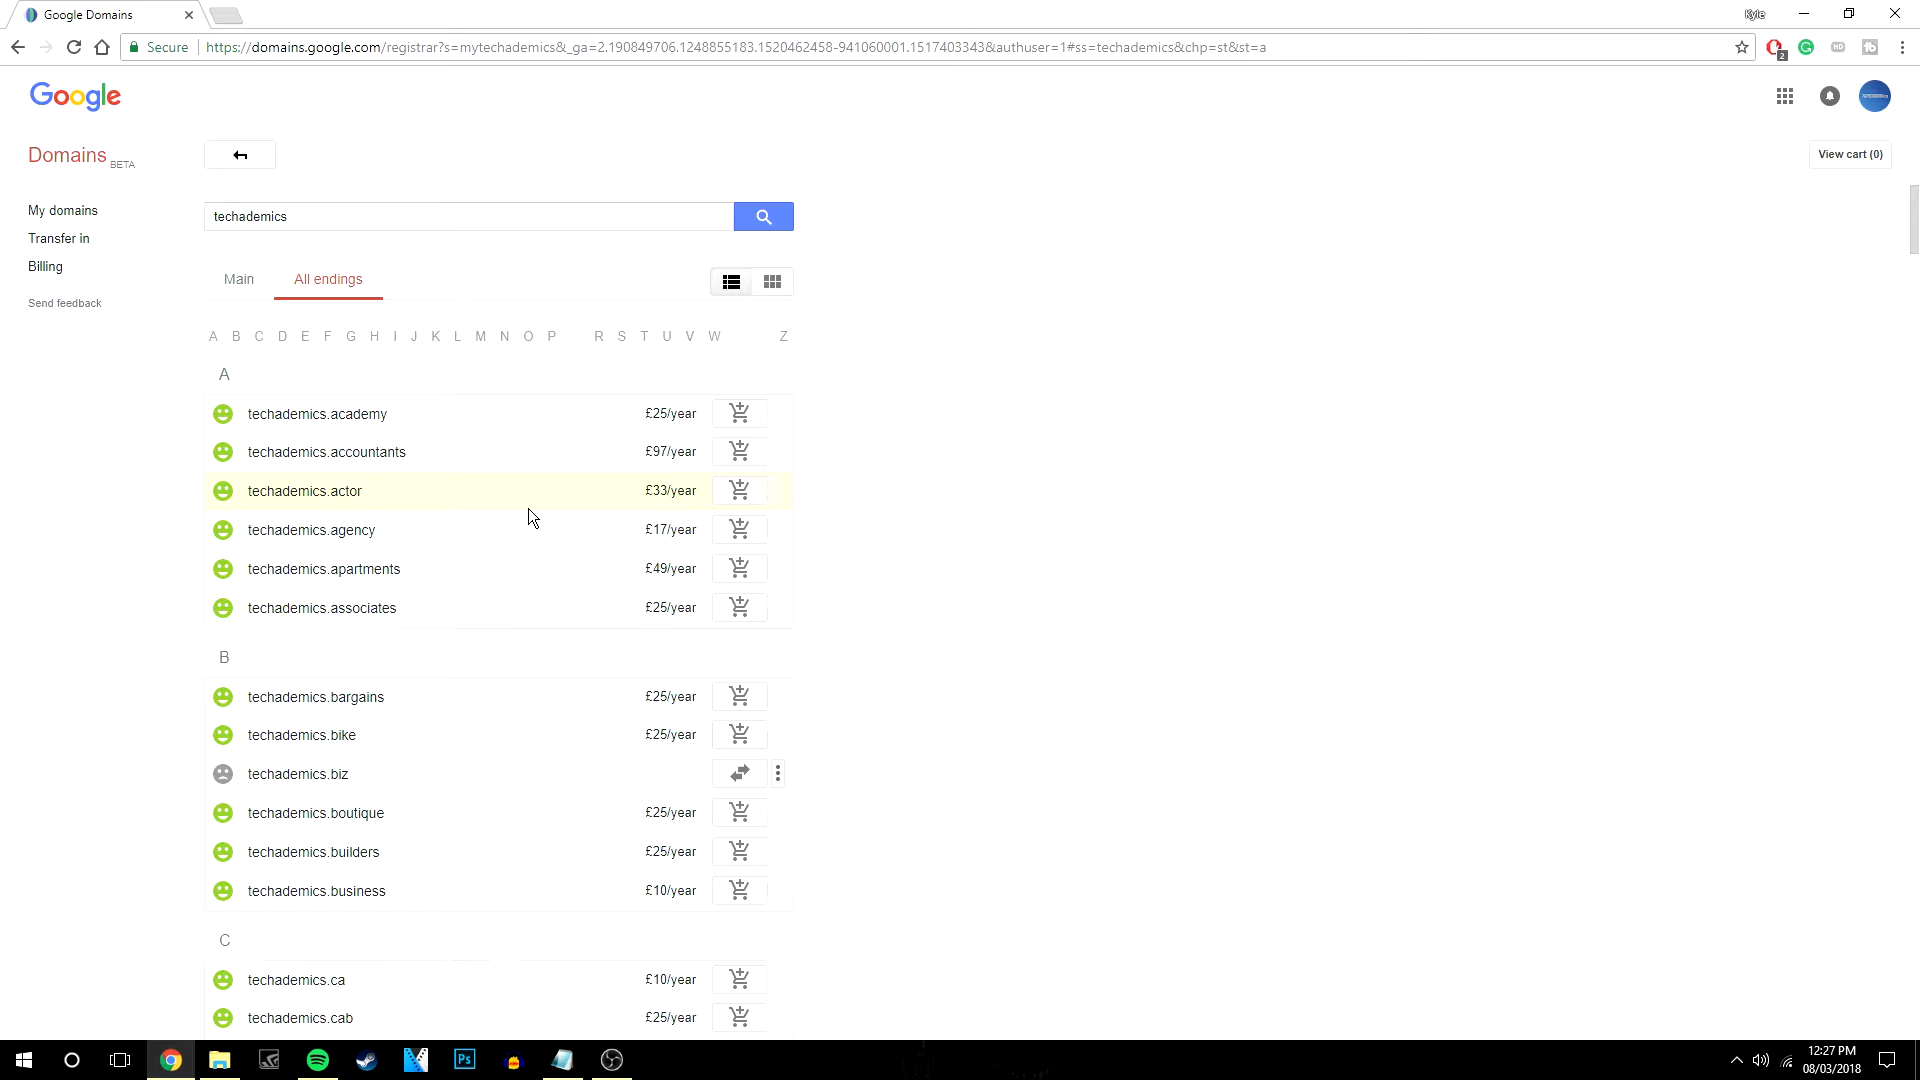 Google Domains
Kyle
Secure
https://domains.google.com/registrar?s=mytechademics&_ga=2.190849706.1248855183.1520462458-941060001.1517403343&authuser=1#ss=techademics&chp=st&st=a
2
Google
Domains BETA
View cart (0)
My domains
Transfer in
Billing
Send feedback
techademics
Main
All endings
A B C D E F G H I J K L M N O P R S T U V W Z
A
techademics.academy £25/year
techademics.accountants £97/year
techademics.actor £33/year
techademics.agency £17/year
techademics.apartments £49/year
techademics.associates £25/year
B
techademics.bargains £25/year
techademics.bike £25/year
techademics.biz
techademics.boutique £25/year
techademics.builders £25/year
techademics.business £10/year
C
techademics.ca £10/year
techademics.cab £25/year
Ps
12:27 PM
08/03/2018